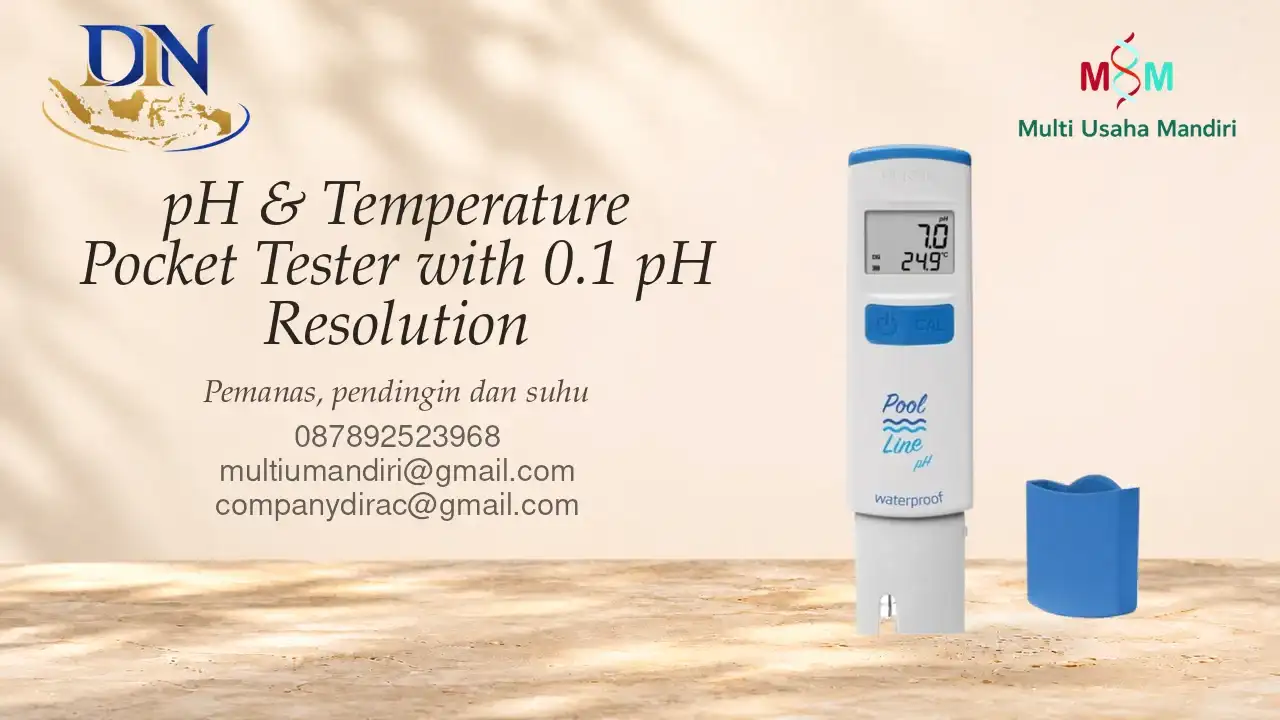 DN
MSM
Multi Usaha Mandiri
pH & Temperature
Pocket Tester with 0.1 pH
Resolution
Pemanas, pendingin dan suhu
087892523968
multiumandiri@gmail.com
companydirac@gmail.com
pH
7.0
24.9°C
CAL
Pool
Line
pH
waterproof